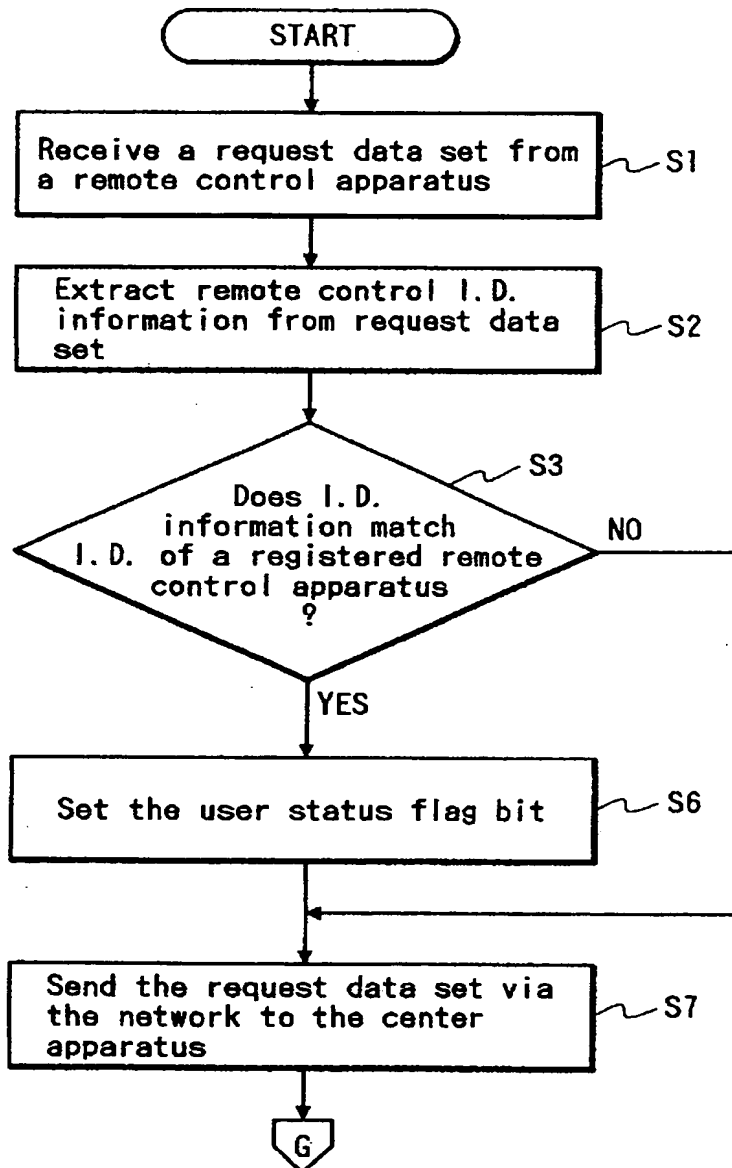 START
Receive a request data set from
a remote control apparatus
S1
Extract remote control I.D.
information from request data
set
S2
S3
Does I.D.
information match
I.D. of a registered remote
control apparatus
?
NO
YES
Set the user status flag bit
S6
Send the request data set via
the network to the center
apparatus
S7
G